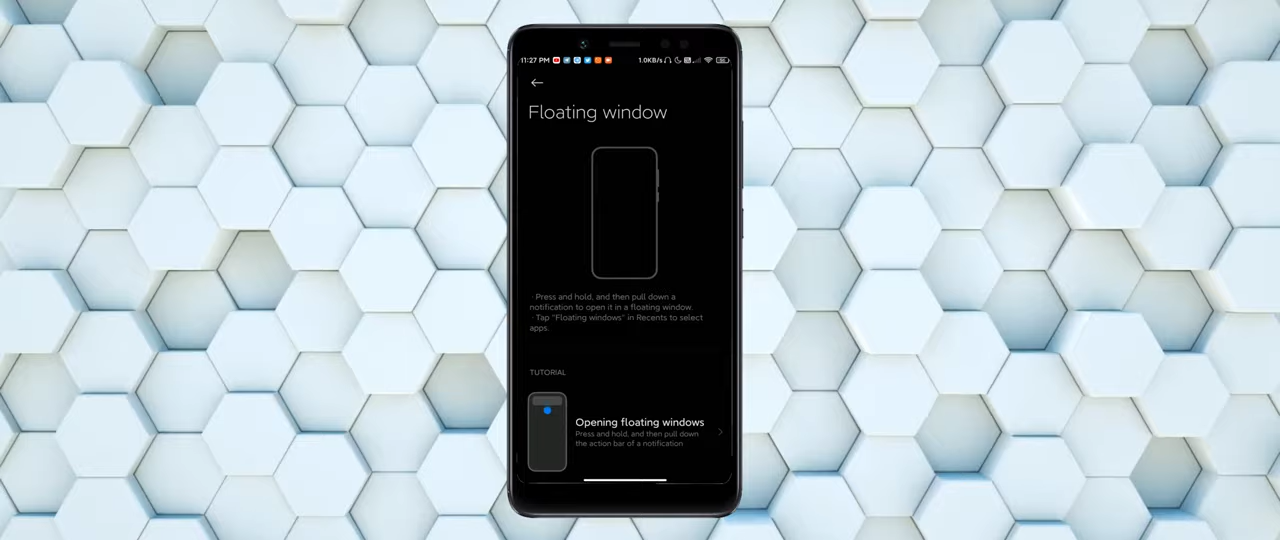 11:27 PM 1.0KB/s
Floating window
· Press and hold, and then pull down a
notification to open it in a floating window.
· Tap "Floating windows" in Recents to select
apps.
TUTORIAL
Opening floating windows
Press and hold, and then pull down
the action bar of a notification